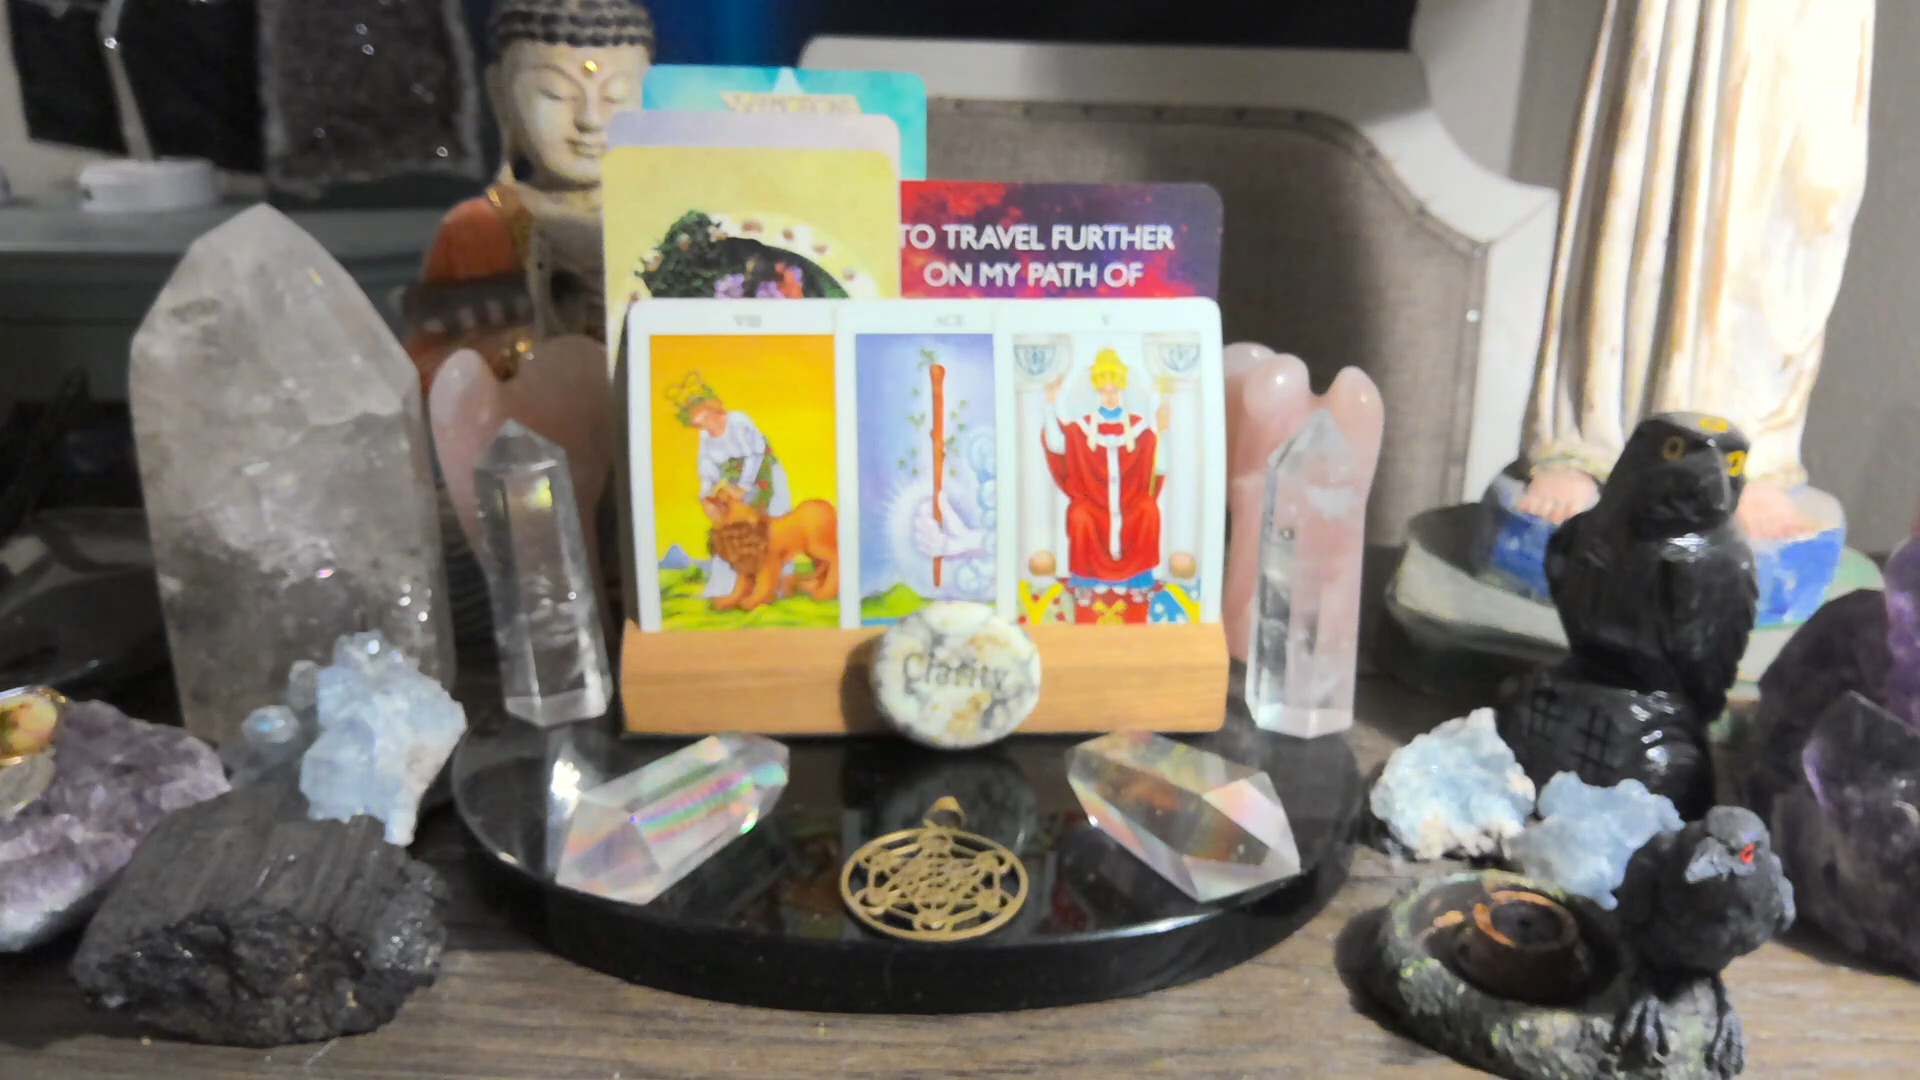 TO TRAVEL FURTHER
ON MY PATH OF
VIII
ACE
V
Clarity